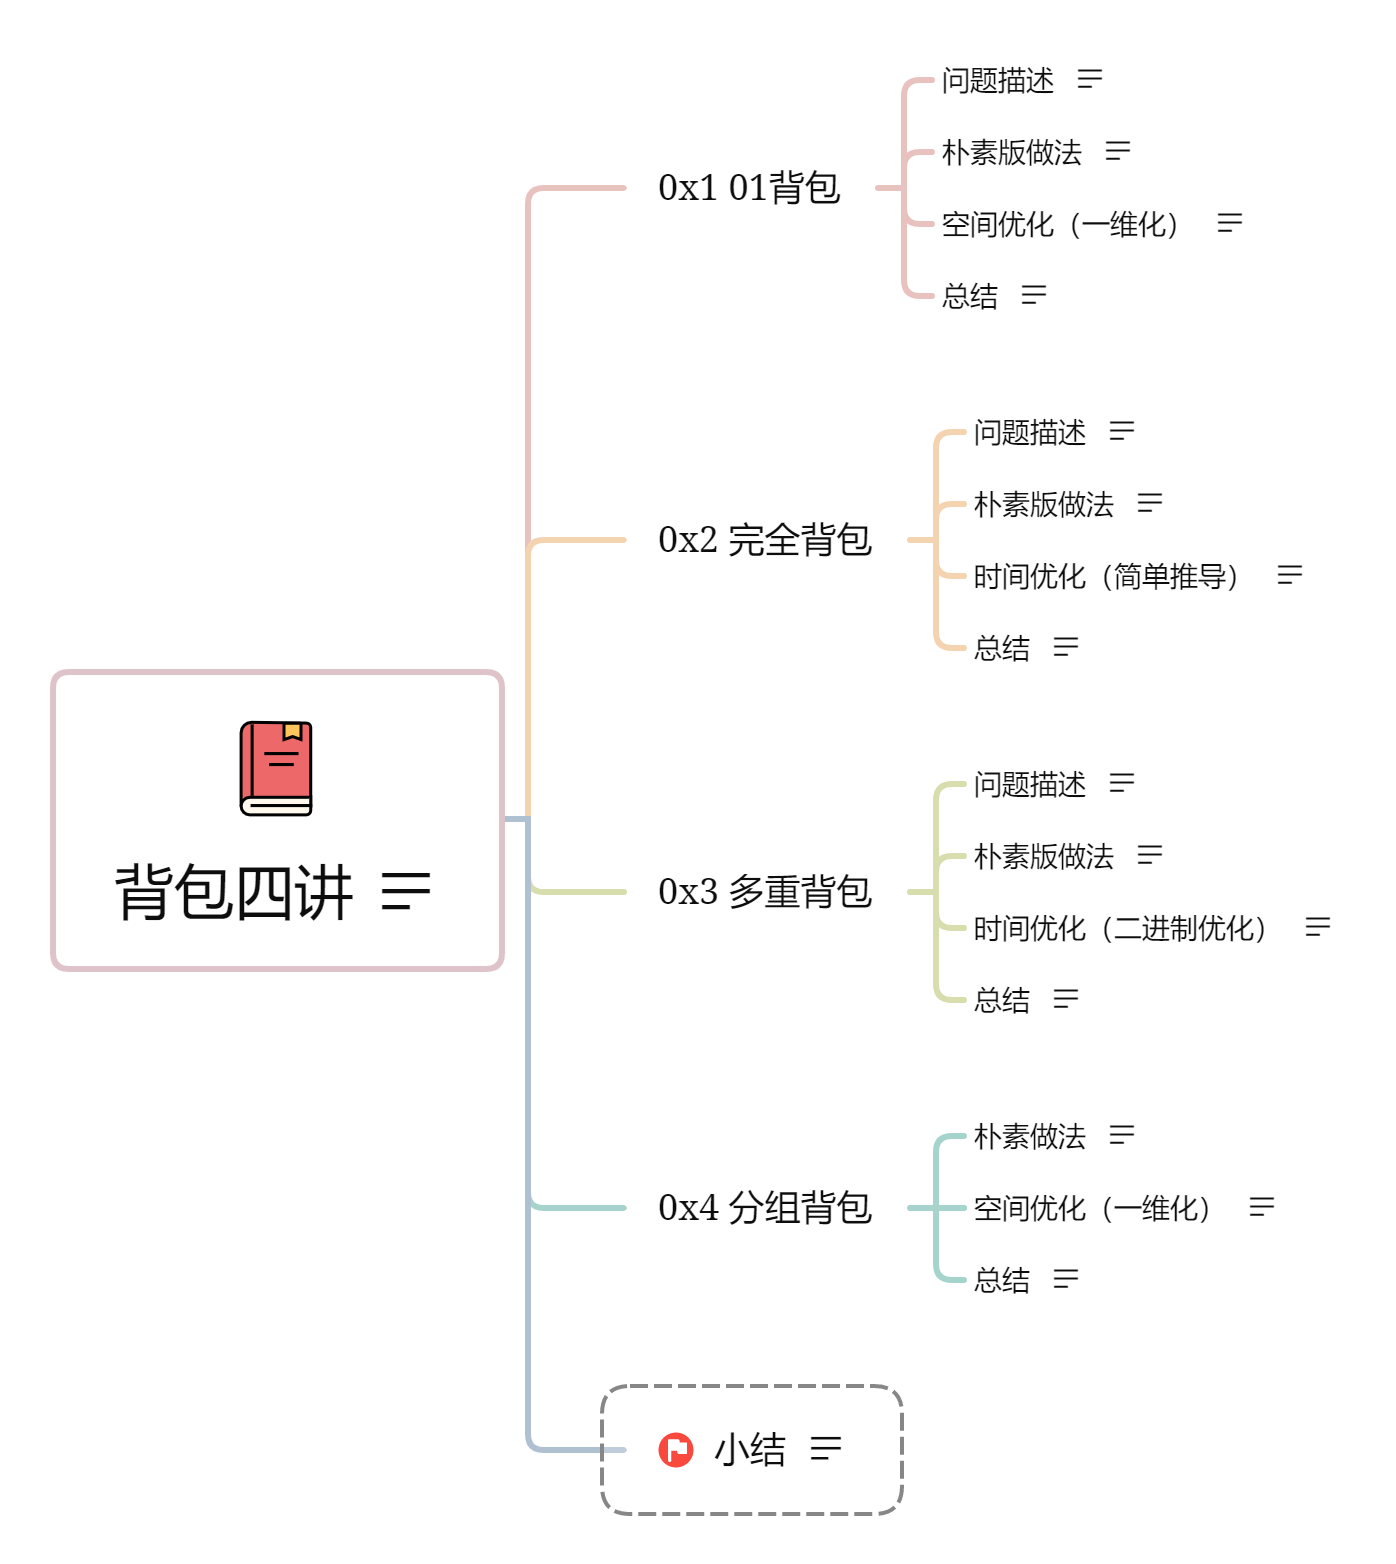 背包四讲
0x1 01背包
问题描述
朴素版做法
空间优化（一维化）
总结
0x2 完全背包
问题描述
朴素版做法
时间优化（简单推导）
总结
0x3 多重背包
问题描述
朴素版做法
时间优化（二进制优化）
总结
0x4 分组背包
朴素做法
空间优化（一维化）
总结
小结